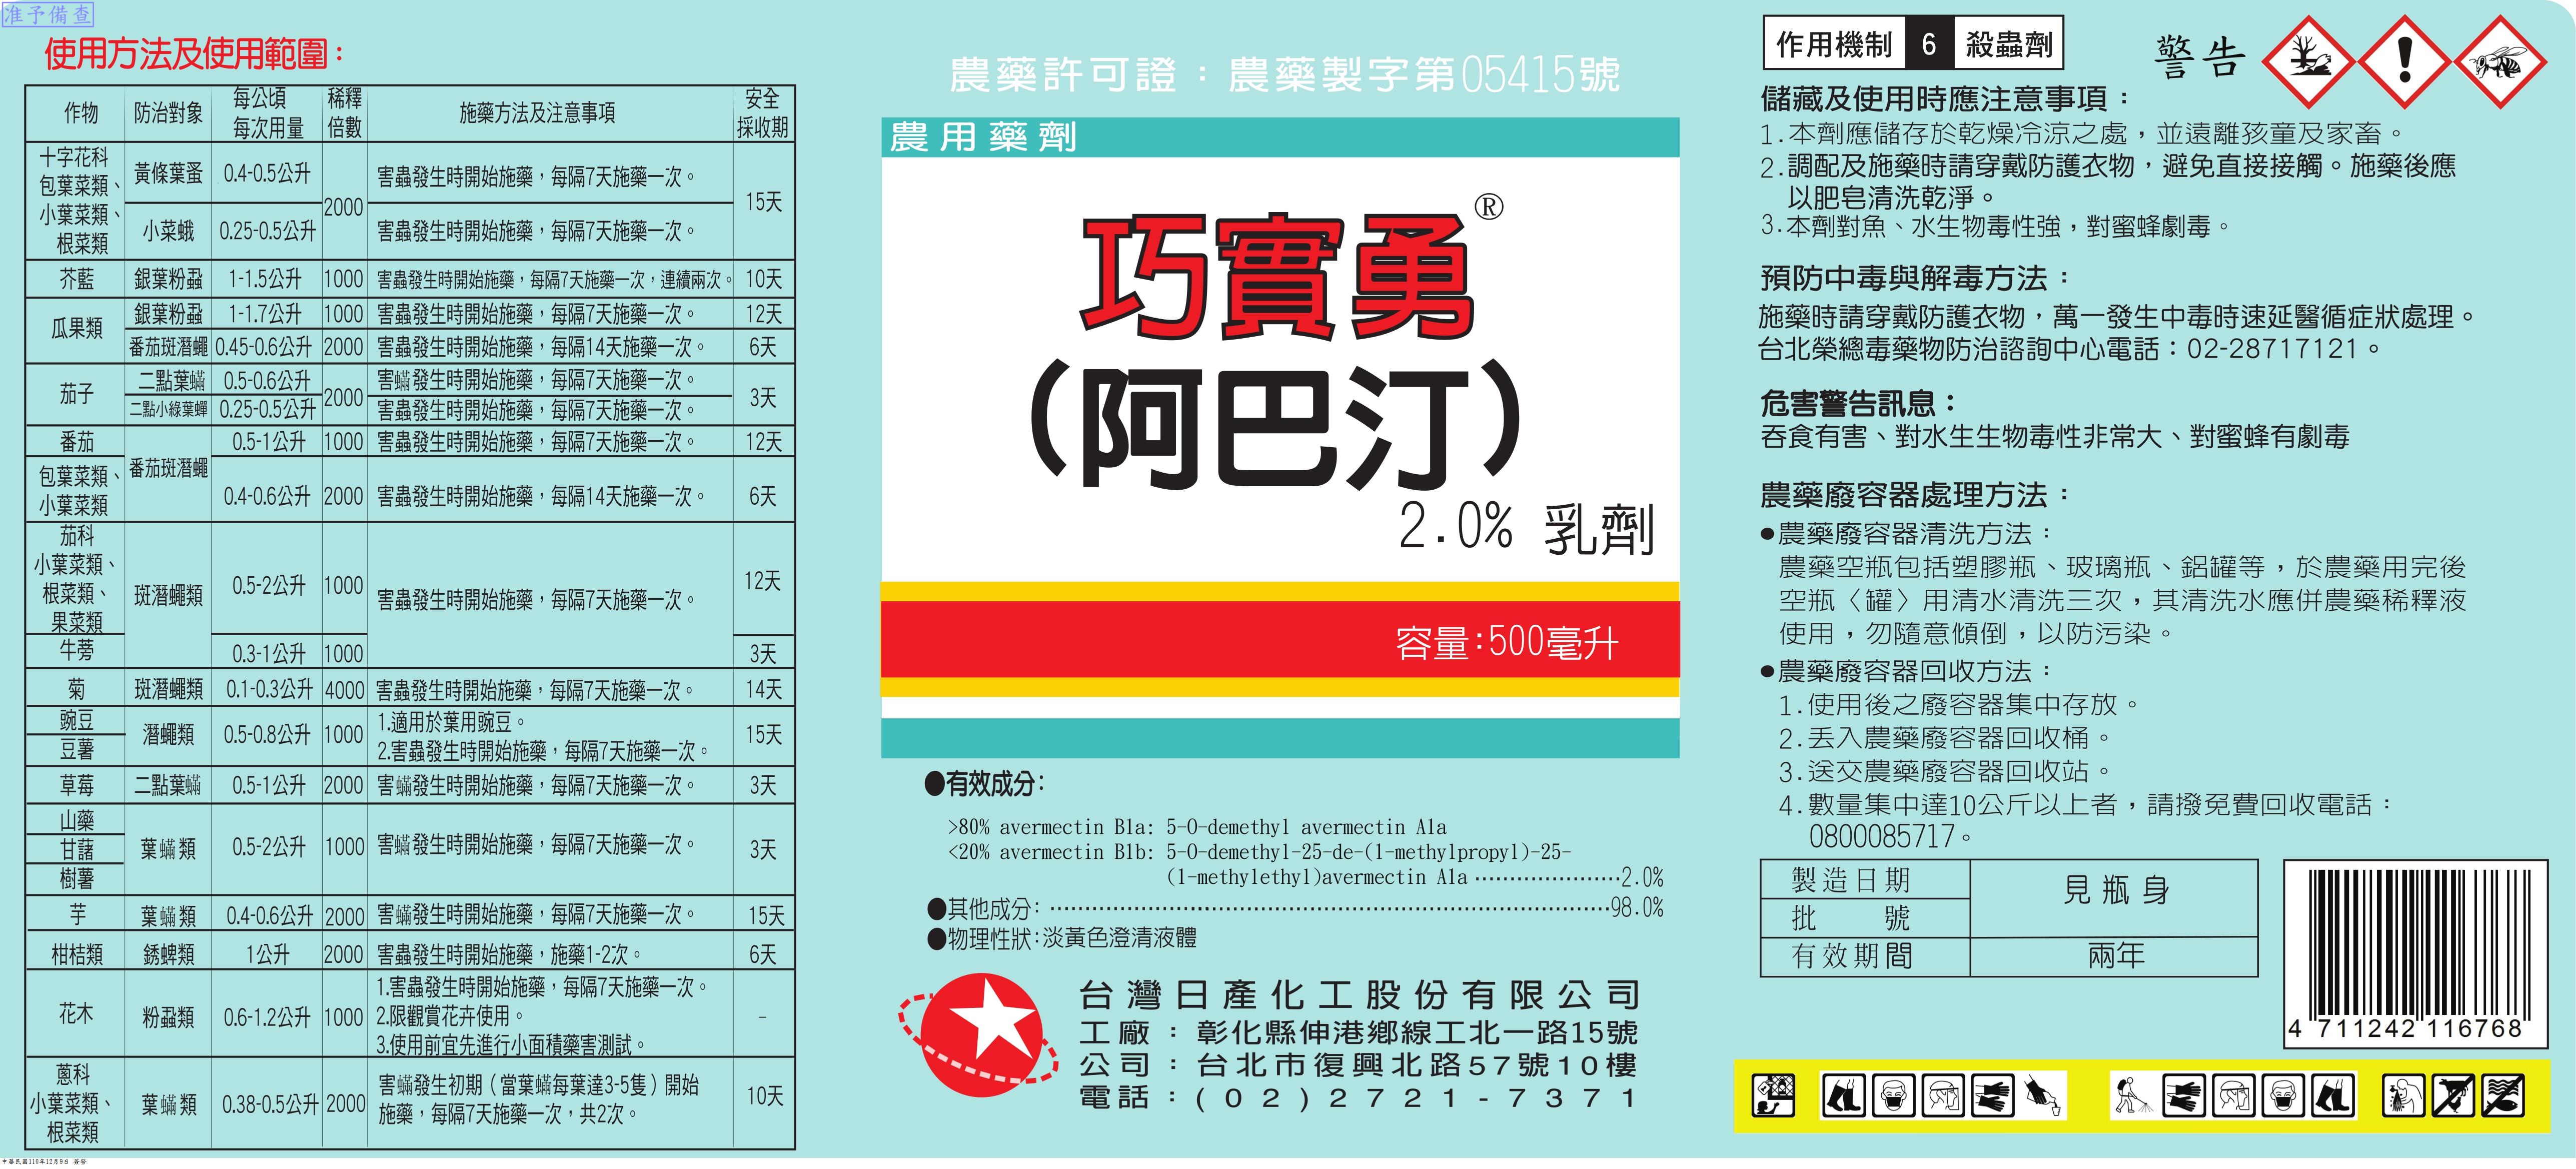 准予備查
使用方法及使用範圍：
作物 防治對象 每公頃每次用量 稀釋倍數 施藥方法及注意事項 安全採收期
十字花科包葉菜類、小葉菜類、根菜類 黃條葉蚤 0.4-0.5公升 2000 害蟲發生時開始施藥，每隔7天施藥一次。 15天
小菜蛾 0.25-0.5公升 害蟲發生時開始施藥，每隔7天施藥一次。
芥藍 銀葉粉蝨 1-1.5公升 1000 害蟲發生時開始施藥，每隔7天施藥一次，連續兩次。 10天
瓜果類 銀葉粉蝨 1-1.7公升 1000 害蟲發生時開始施藥，每隔7天施藥一次。 12天
番茄斑潛蠅 0.45-0.6公升 2000 害蟲發生時開始施藥，每隔14天施藥一次。 6天
茄子 二點葉蟎 0.5-0.6公升 2000 害蟎發生時開始施藥，每隔7天施藥一次。 3天
二點小綠葉蟬 0.25-0.5公升 害蟲發生時開始施藥，每隔7天施藥一次。
番茄 番茄斑潛蠅 0.5-1公升 1000 害蟲發生時開始施藥，每隔7天施藥一次。 12天
包葉菜類、小葉菜類 0.4-0.6公升 2000 害蟲發生時開始施藥，每隔14天施藥一次。 6天
茄科小葉菜類、根菜類、果菜類 斑潛蠅類 0.5-2公升 1000 害蟲發生時開始施藥，每隔7天施藥一次。 12天
牛蒡 0.3-1公升 1000 3天
菊 斑潛蠅類 0.1-0.3公升 4000 害蟲發生時開始施藥，每隔7天施藥一次。 14天
豌豆 潛蠅類 0.5-0.8公升 1000 1.適用於葉用豌豆。 15天
豆薯 2.害蟲發生時開始施藥，每隔7天施藥一次。
草莓 二點葉蟎 0.5-1公升 2000 害蟎發生時開始施藥，每隔7天施藥一次。 3天
山藥
甘藷 葉蟎類 0.5-2公升 1000 害蟎發生時開始施藥，每隔7天施藥一次。 3天
樹薯
芋 葉蟎類 0.4-0.6公升 2000 害蟎發生時開始施藥，每隔7天施藥一次。 15天
柑桔類 銹蜱類 1公升 2000 害蟲發生時開始施藥，施藥1-2次。 6天
花木 粉蝨類 0.6-1.2公升 1000 1.害蟲發生時開始施藥，每隔7天施藥一次。 -
2.限觀賞花卉使用。
3.使用前宜先進行小面積藥害測試。
蔥科小葉菜類、根菜類 葉蟎類 0.38-0.5公升 2000 害蟎發生初期（當葉蟎每葉達3-5隻）開始 10天
施藥，每隔7天施藥一次，共2次。
中華民國110年12月9日 簽發
農藥許可證：農藥製字第05415號
農用藥劑
巧實勇®
（阿巴汀）
2.0% 乳劑
容量:500毫升
●有效成分:
>80% avermectin B1a: 5-O-demethyl avermectin A1a
<20% avermectin B1b: 5-O-demethyl-25-de-(1-methylpropyl)-25-
(1-methylethyl)avermectin A1a ·····················2.0%
●其他成分: ·····················98.0%
●物理性狀:淡黃色澄清液體
台灣日產化工股份有限公司
工廠：彰化縣伸港鄉線工北一路15號
公司：台北市復興北路57號10樓
電話：(02)2721-7371
作用機制 6 殺蟲劑
警告
儲藏及使用時應注意事項：
1.本劑應儲存於乾燥冷涼之處，並遠離孩童及家畜。
2.調配及施藥時請穿戴防護衣物，避免直接接觸。施藥後應
以肥皂清洗乾淨。
3.本劑對魚、水生物毒性強，對蜜蜂劇毒。
預防中毒與解毒方法：
施藥時請穿戴防護衣物，萬一發生中毒時速延醫循症狀處理。
台北榮總毒藥物防治諮詢中心電話：02-28717121。
危害警告訊息：
吞食有害、對水生生物毒性非常大、對蜜蜂有劇毒
農藥廢容器處理方法：
●農藥廢容器清洗方法：
農藥空瓶包括塑膠瓶、玻璃瓶、鋁罐等，於農藥用完後
空瓶〈罐〉用清水清洗三次，其清洗水應併農藥稀釋液
使用，勿隨意傾倒，以防污染。
●農藥廢容器回收方法：
1.使用後之廢容器集中存放。
2.丟入農藥廢容器回收桶。
3.送交農藥廢容器回收站。
4.數量集中達10公斤以上者，請撥免費回收電話：
0800085717。
製造日期 見瓶身
批號
有效期間 兩年
4 711242 116768